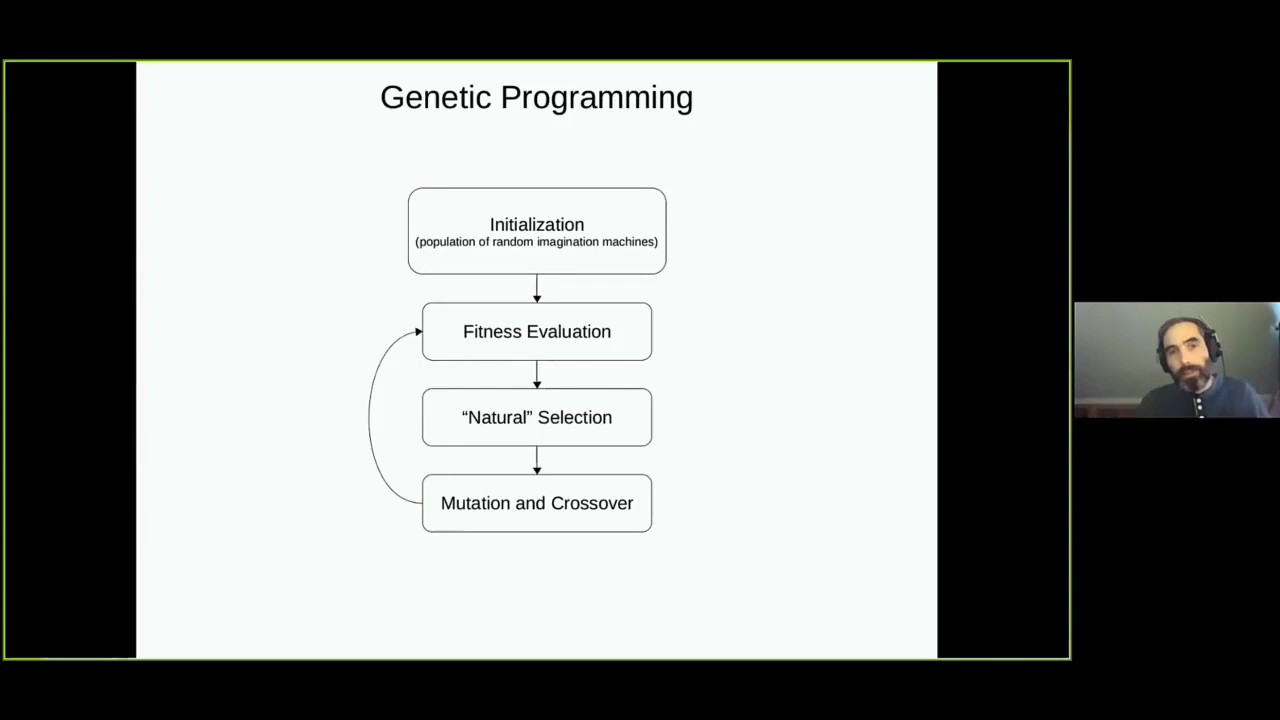 Genetic Programming
Initialization
(population of random imagination machines)
Fitness Evaluation
“Natural” Selection
Mutation and Crossover